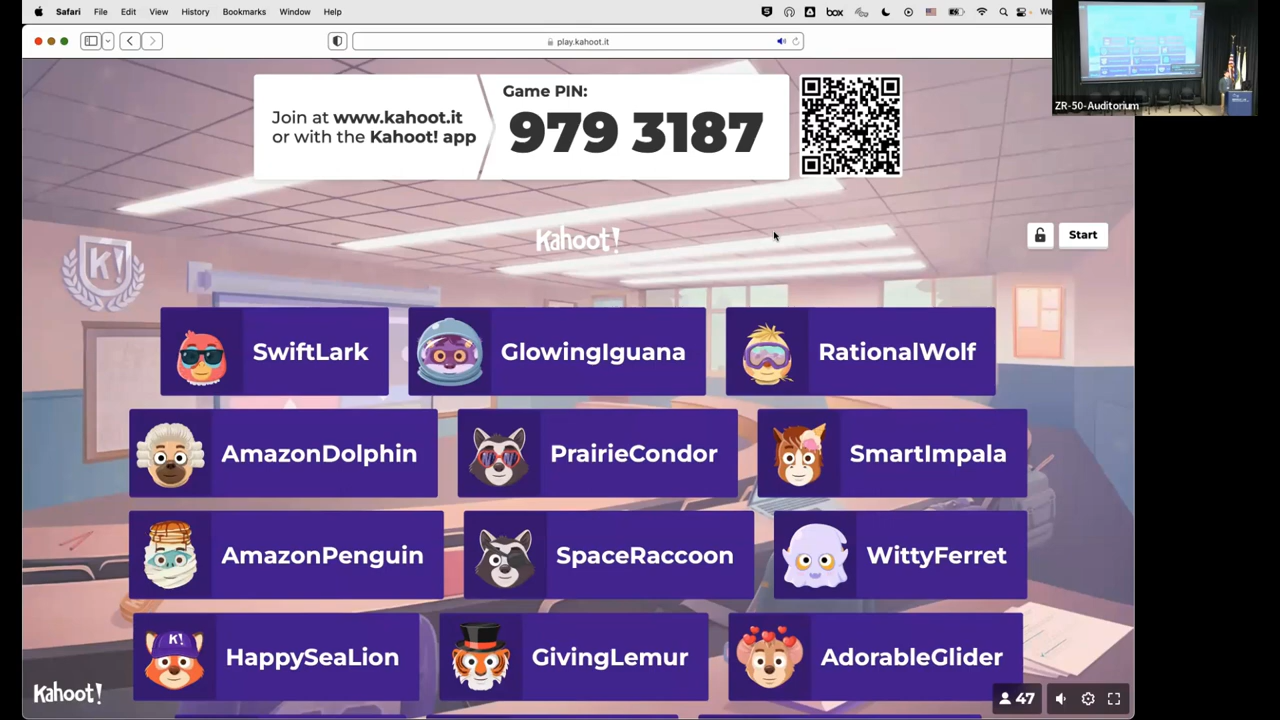 Safari File Edit View History Bookmarks Window Help
box
We
play.kahoot.it
ZR-50-Auditorium
Join at www.kahoot.it
or with the Kahoot! app
Game PIN:
979 3187
Kahoot!
Start
K!
SwiftLark
GlowingIguana
RationalWolf
AmazonDolphin
PrairieCondor
SmartImpala
AmazonPenguin
SpaceRaccoon
WittyFerret
K!
HappySeaLion
GivingLemur
AdorableGlider
Kahoot!
47